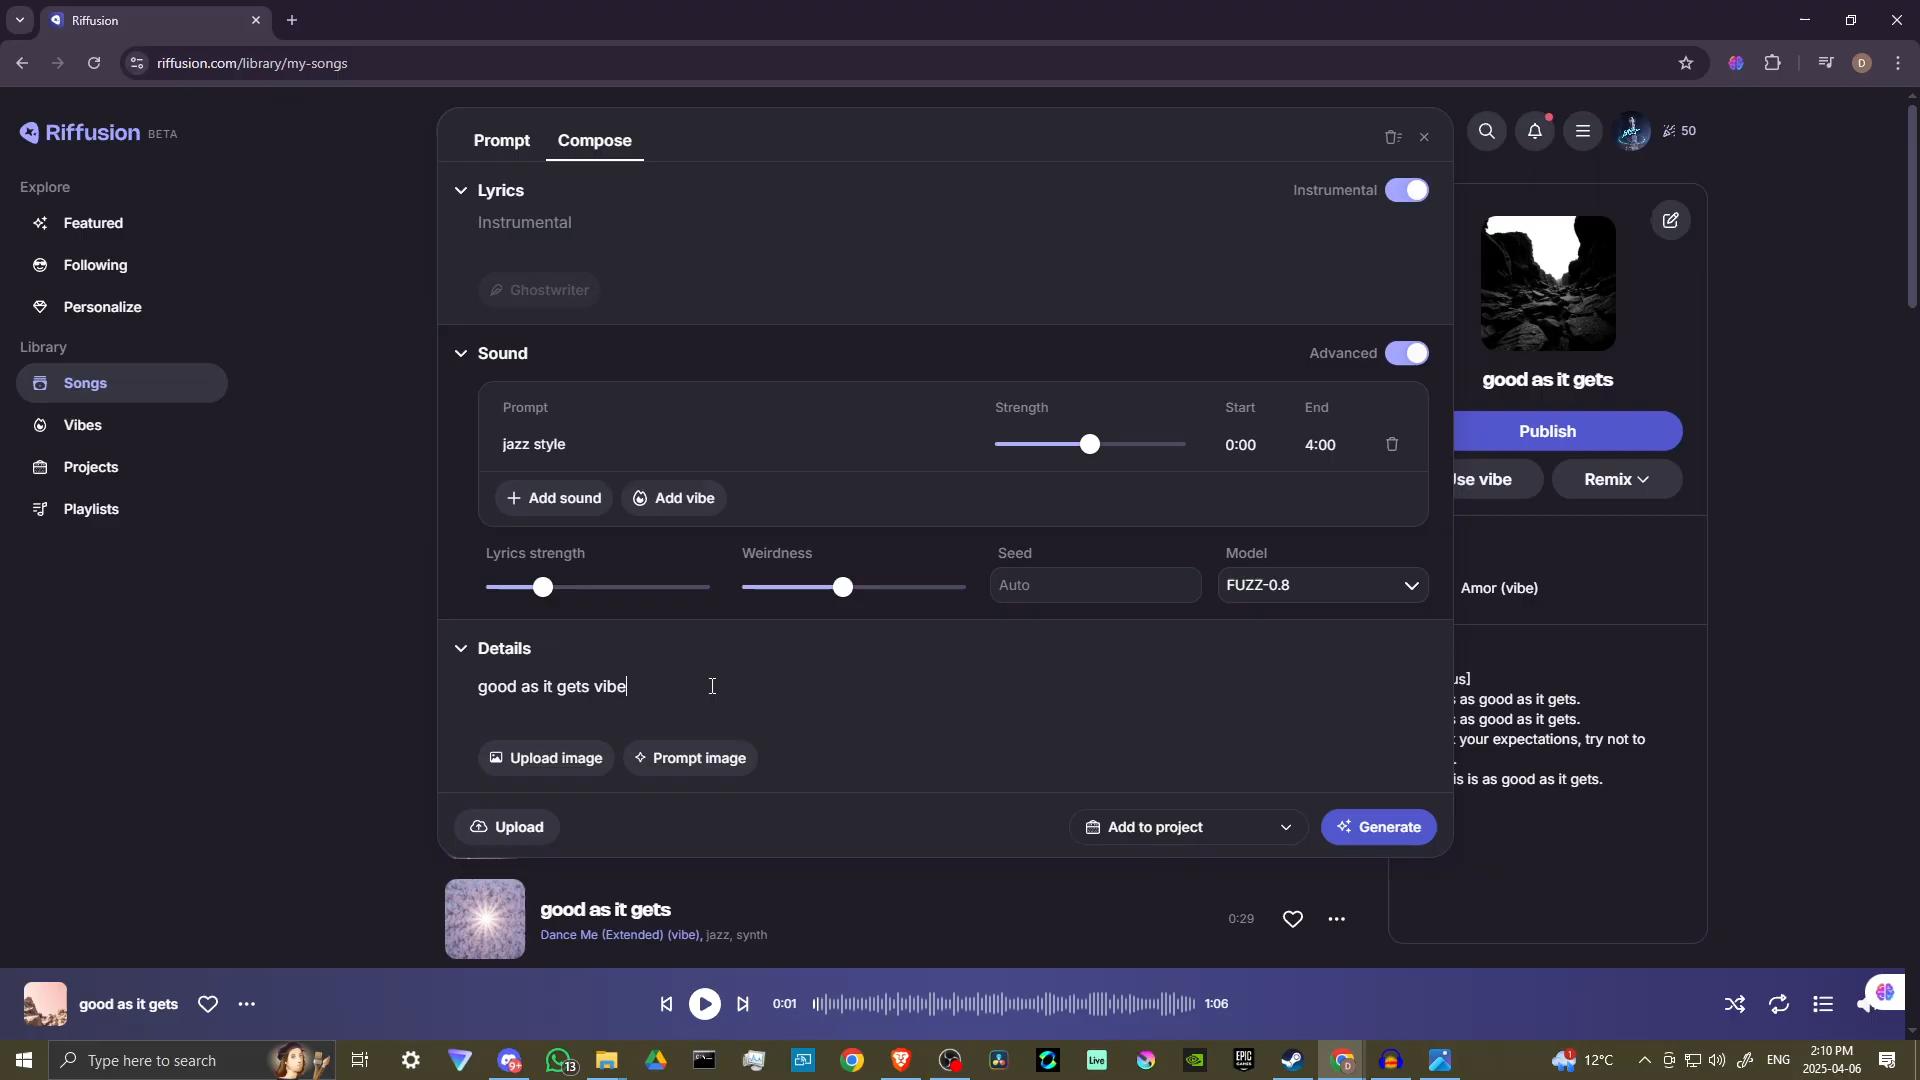 Riffusion
riffusion.com/library/my-songs
D
Riffusion BETA
Explore
Featured
Following
Personalize
Library
Songs
Vibes
Projects
Playlists
Prompt
Compose
Lyrics
Instrumental
Instrumental
Ghostwriter
Sound
Advanced
Prompt
Strength
Start
End
jazz style
0:00
4:00
Add sound
Add vibe
Lyrics strength
Weirdness
Seed
Model
Auto
FUZZ-0.8
Details
good as it gets vibe
Upload image
Prompt image
Upload
Add to project
Generate
50
good as it gets
Publish
se vibe
Remix
Amor (vibe)
us]
as good as it gets.
as good as it gets.
your expectations, try not to
is is as good as it gets.
good as it gets
Dance Me (Extended) (vibe), jazz, synth
0:29
good as it gets
0:01
1:06
Type here to search
9+
13
Live
EPIC GAMES
D
1
12°C
ENG
2:10 PM
2025-04-06